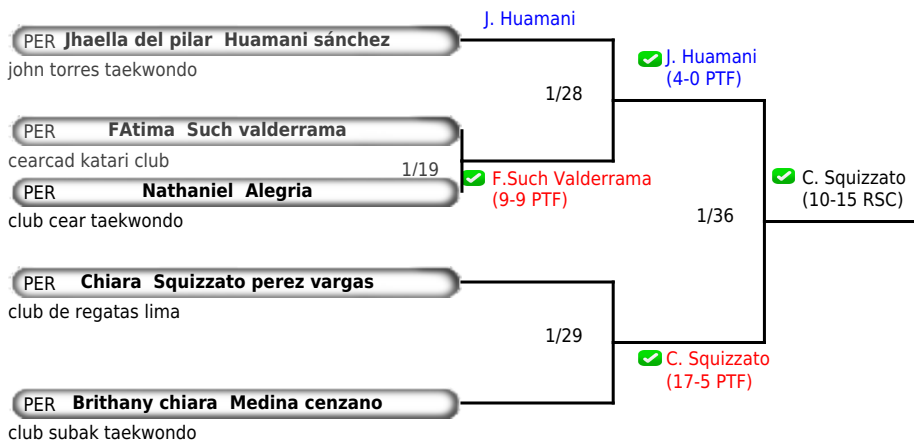 J. Huamani
PER Jhaella del pilar Huamani sánchez
john torres taekwondo
J. Huamani
(4-0 PTF)
1/28
PER FAtima Such valderrama
cearcad katari club
1/19
F.Such Valderrama
(9-9 PTF)
PER Nathaniel Alegria
club cear taekwondo
C. Squizzato
(10-15 RSC)
1/36
PER Chiara Squizzato perez vargas
club de regatas lima
1/29
C. Squizzato
(17-5 PTF)
PER Brithany chiara Medina cenzano
club subak taekwondo